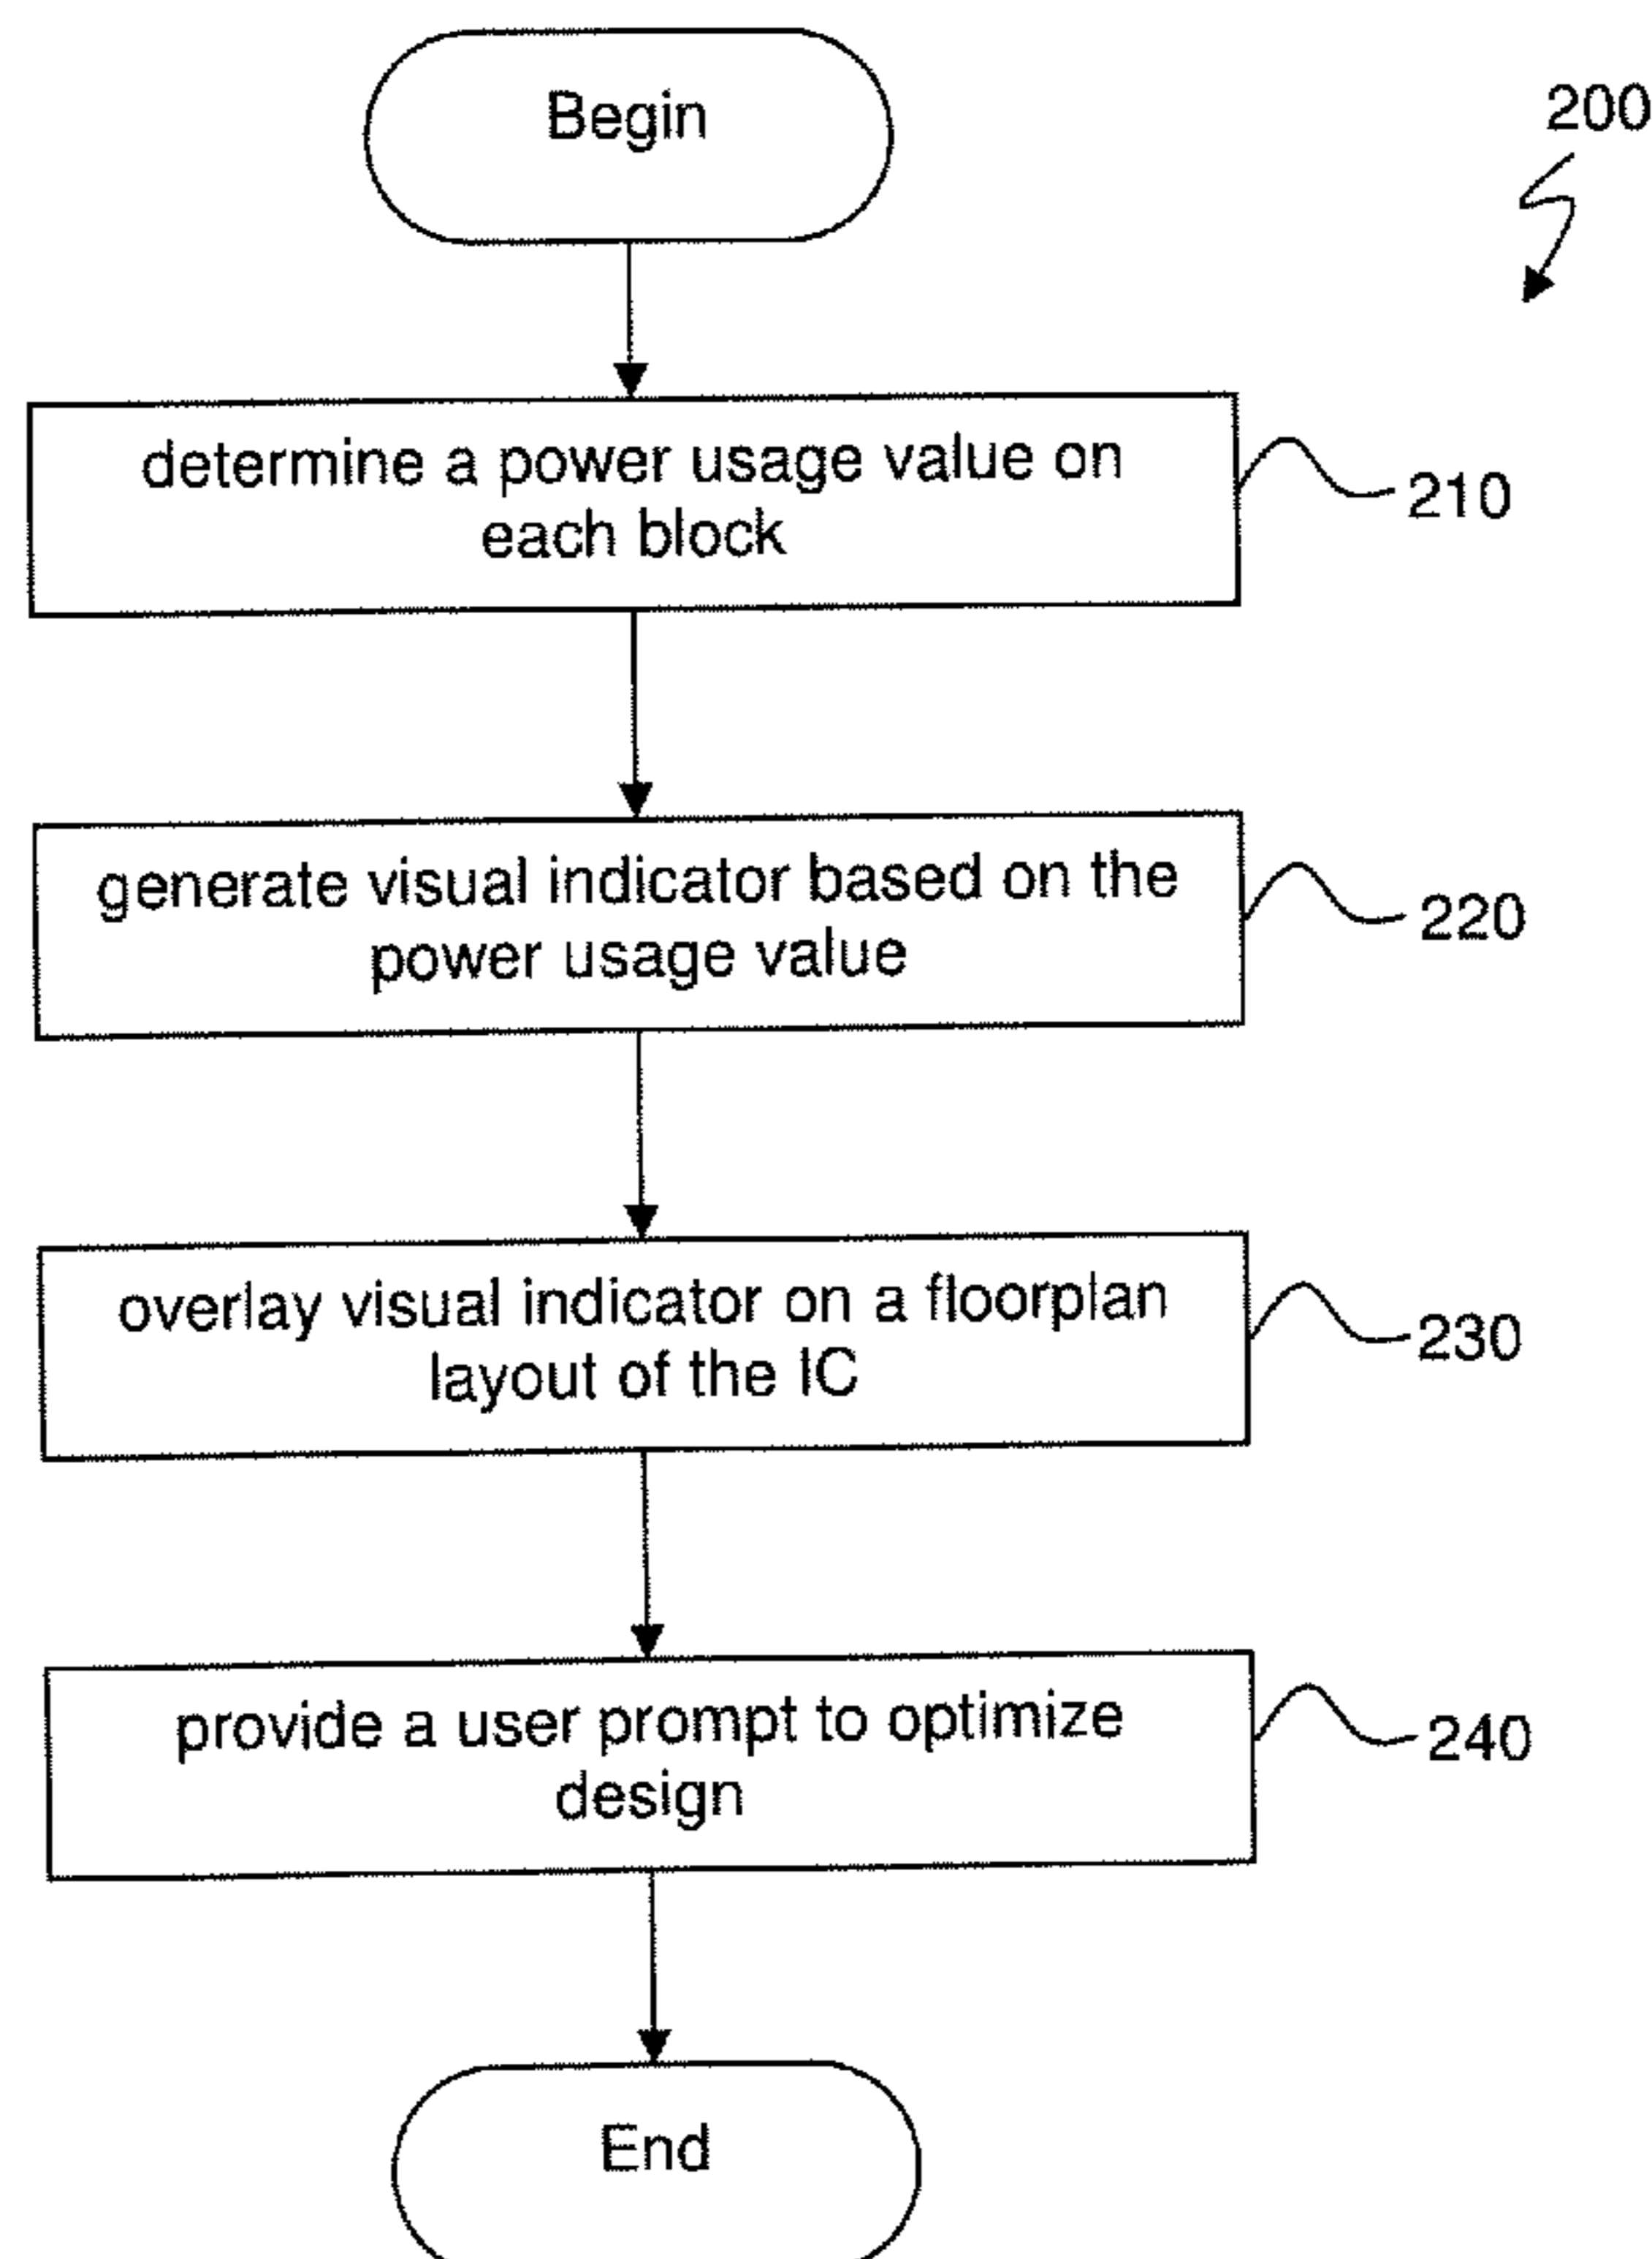 Begin
200
determine a power usage value on
each block
210
generate visual indicator based on the
power usage value
220
overlay visual indicator on a floorplan
layout of the IC
230
provide a user prompt to optimize
design
240
End